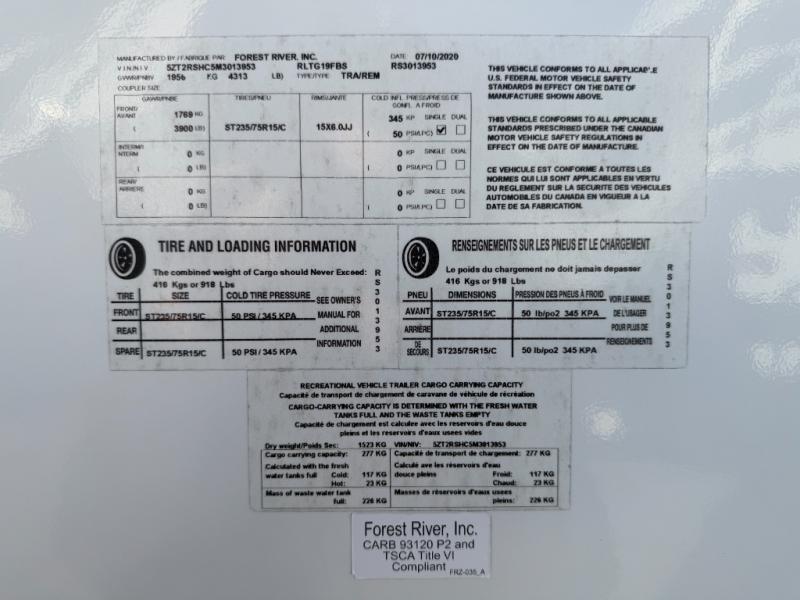 MANUFACTURED BY / FABRIQUE PAR FOREST RIVER, INC. DATE 07/10/2020
V I N / N I V 5ZT2RSHC5M3013953 RLTG19FBS RS3013953
GVWR/PNBV 1956 KG 4313 LB) TYPE/TYPE TRA/REM
COUPLER SIZE
GAWR/PNBE TIRES/PNEU RIMS/JANTE COLD INFL. PRESS/PRESS DE GONFL. A FROID
FRONT/ AVANT 1769 KG 345 KP SINGLE DUAL
( 3900 LB) ST235/75R15/C 15X6.0JJ ( 50 PSI/LPC)
INTERM/ NTERM 0 KG 0 KP SINGLE DUAL
( 0 LB) ( 0 PSI/LPC)
REAR/ ARRIERE 0 KG 0 KP SINGLE DUAL
( 0 LB) ( 0 PSI/LPC)
THIS VEHICLE CONFORMS TO ALL APPLICABLE
U.S. FEDERAL MOTOR VEHICLE SAFETY
STANDARDS IN EFFECT ON THE DATE OF
MANUFACTURE SHOWN ABOVE.
THIS VEHICLE CONFORMS TO ALL APPLICABLE
STANDARDS PRESCRIBED UNDER THE CANADIAN
MOTOR VEHICLE SAFETY REGULATIONS IN
EFFECT ON THE DATE OF MANUFACTURE.
CE VEHICULE EST CONFORME A TOUTES LES
NORMES QUI LUI SONT APPLICABLES EN VERTU
DU REGLEMENT SUR LA SECURITE DES VEHICULES
AUTOMOBILES DU CANADA EN VIGUEUR A LA
DATE DE SA FABRICATION.
TIRE AND LOADING INFORMATION
The combined weight of Cargo should Never Exceed:
416 Kgs or 918 Lbs
TIRE SIZE COLD TIRE PRESSURE SEE OWNER'S
FRONT ST235/75R15/C 50 PSI / 345 KPA MANUAL FOR
REAR ADDITIONAL
SPARE ST235/75R15/C 50 PSI / 345 KPA INFORMATION
RS3013953
RENSEIGNEMENTS SUR LES PNEUS ET LE CHARGEMENT
Le poids du chargement ne doit jamais depasser
416 Kgs or 918 Lbs
PNEU DIMENSIONS PRESSION DES PNEUS À FROID VOIR LE MANUEL
AVANT ST235/75R15/C 50 lb/po2 345 KPA DE L'USAGER
ARRIÈRE POUR PLUS DE
DE SECOURS ST235/75R15/C 50 lb/po2 345 KPA RENSEIGNEMENTS
RS3013953
RECREATIONAL VEHICLE TRAILER CARGO CARRYING CAPACITY
Capacité de transport de chargement de caravane de véhicule de récréation
CARGO-CARRYING CAPACITY IS DETERMINED WITH THE FRESH WATER
TANKS FULL AND THE WASTE TANKS EMPTY
Capacité de chargement est calculee avec les reservoirs d'eau douce
pleins et les reservoirs d'eaux usees vides
Dry weight/Poids Sec: 1523 KG VIN/NIV: 5ZT2RSHC5M3013953
Cargo carrying capacity: 277 KG Capacité de transport de chargement: 277 KG
Calculated with the fresh Calculé ave les réservoirs d'eau
water tanks full Cold: 117 KG douce pleins Froid: 117 KG
Hot: 23 KG Chaud: 23 KG
Mass of waste water tank Masses de réservoirs d'eaux usees
full: 226 KG pleins: 226 KG
Forest River, Inc.
CARB 93120 P2 and
TSCA Title VI
Compliant
FRZ-035_A